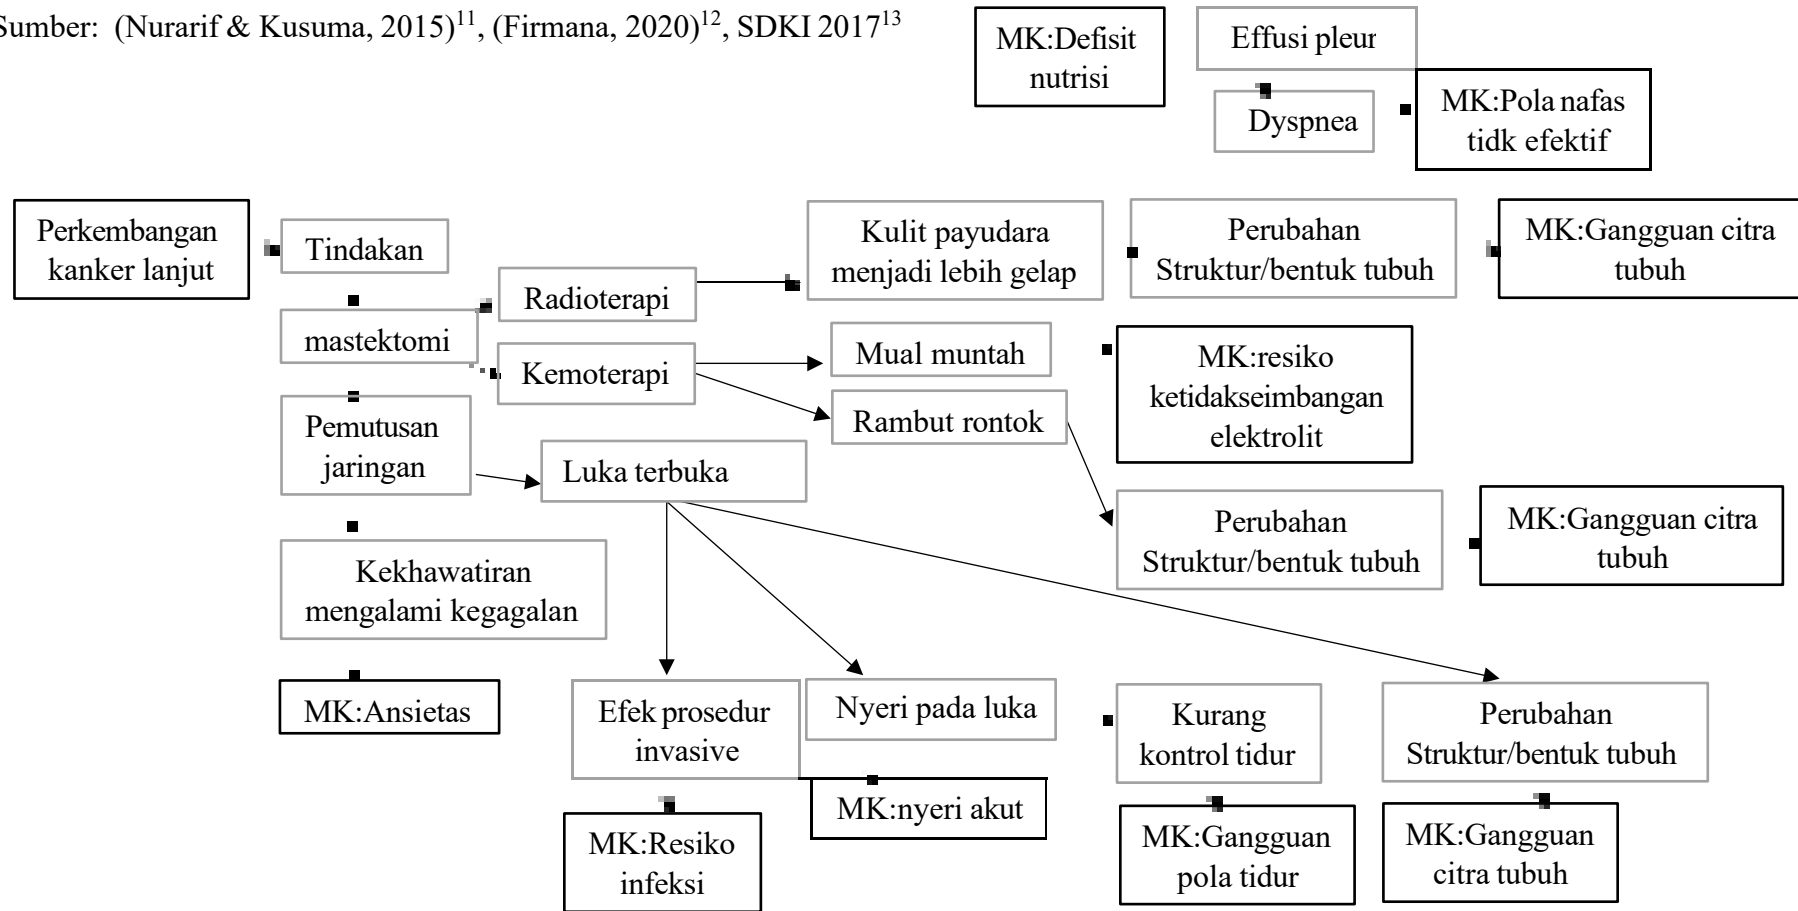 Sumber: (Nurarif & Kusuma, 2015)11, (Firmana, 2020)12, SDKI 201713
MK:Defisit
nutrisi
Effusi pleur
Dyspnea
MK:Pola nafas
tidk efektif
Perkembangan
kanker lanjut
Tindakan
mastektomi
Radioterapi
Kemoterapi
Kulit payudara
menjadi lebih gelap
Perubahan
Struktur/bentuk tubuh
MK:Gangguan citra
tubuh
Mual muntah
MK:resiko
ketidakseimbangan
elektrolit
Rambut rontok
Pemutusan
jaringan
Luka terbuka
Perubahan
Struktur/bentuk tubuh
MK:Gangguan citra
tubuh
Kekhawatiran
mengalami kegagalan
MK:Ansietas
Efek prosedur
invasive
Nyeri pada luka
Kurang
kontrol tidur
Perubahan
Struktur/bentuk tubuh
MK:Resiko
infeksi
MK:nyeri akut
MK:Gangguan
pola tidur
MK:Gangguan
citra tubuh